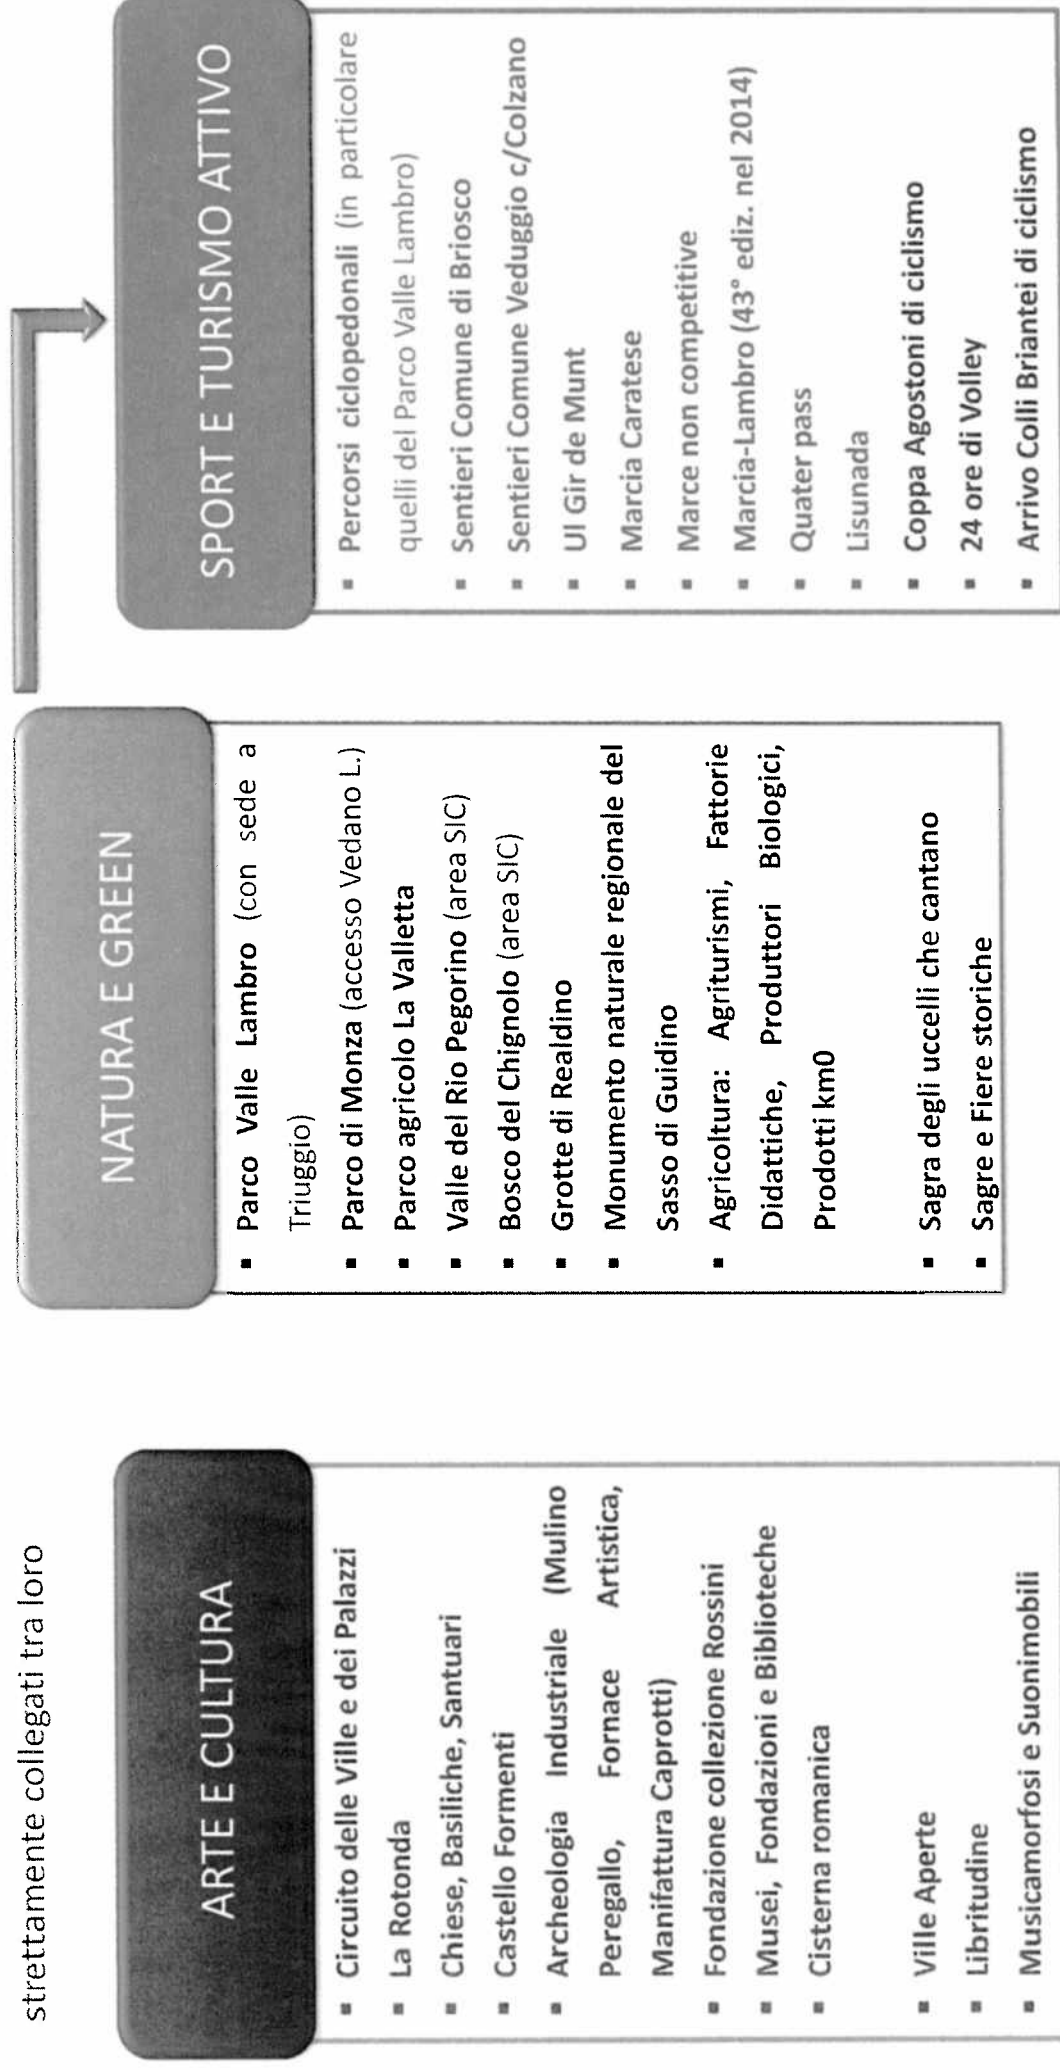 strettamente collegati tra loro
ARTE E CULTURA
▪ Circuito delle Ville e dei Palazzi
▪ La Rotonda
▪ Chiese, Basiliche, Santuari
▪ Castello Formenti
▪ Archeologia Industriale (Mulino
Peregallo, Fornace Artistica,
Manifattura Caprotti)
▪ Fondazione collezione Rossini
▪ Musei, Fondazioni e Biblioteche
▪ Cisterna romanica
▪ Ville Aperte
▪ Libritudine
▪ Musicamorfosi e Suonimobili
NATURA E GREEN
▪ Parco Valle Lambro (con sede a
Triuggio)
▪ Parco di Monza (accesso Vedano L.)
▪ Parco agricolo La Valletta
▪ Valle del Rio Pegorino (area SIC)
▪ Bosco del Chignolo (area SIC)
▪ Grotte di Realdino
▪ Monumento naturale regionale del
Sasso di Guidino
▪ Agricoltura: Agriturismi, Fattorie
Didattiche, Produttori Biologici,
Prodotti km0
▪ Sagra degli uccelli che cantano
▪ Sagre e Fiere storiche
SPORT E TURISMO ATTIVO
▪ Percorsi ciclopedonali (in particolare
quelli del Parco Valle Lambro)
▪ Sentieri Comune di Briosco
▪ Sentieri Comune Veduggio c/Colzano
▪ Ul Gir de Munt
▪ Marcia Caratese
▪ Marce non competitive
▪ Marcia-Lambro (43° ediz. nel 2014)
▪ Quater pass
▪ Lisunada
▪ Coppa Agostoni di ciclismo
▪ 24 ore di Volley
▪ Arrivo Colli Briantei di ciclismo